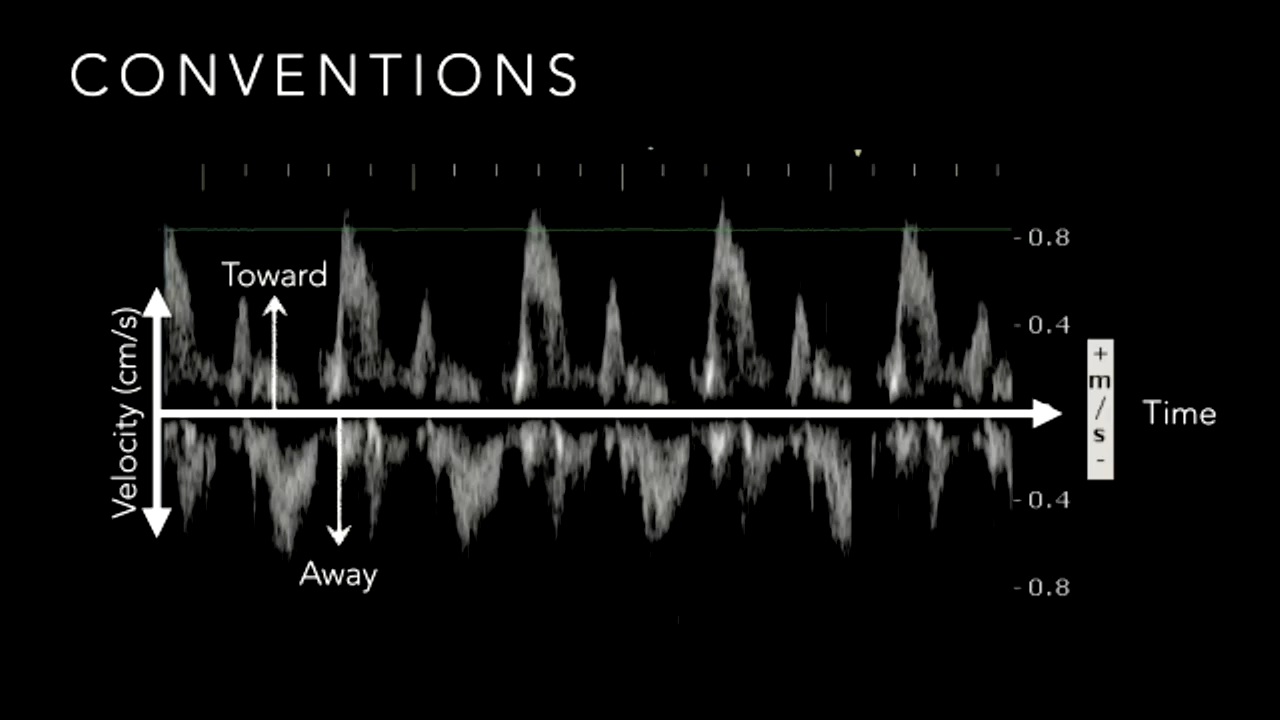 CONVENTIONS
- 0.8
Toward
- 0.4
Velocity (cm/s)
+
m
/
s
-
Time
- 0.4
Away
- 0.8